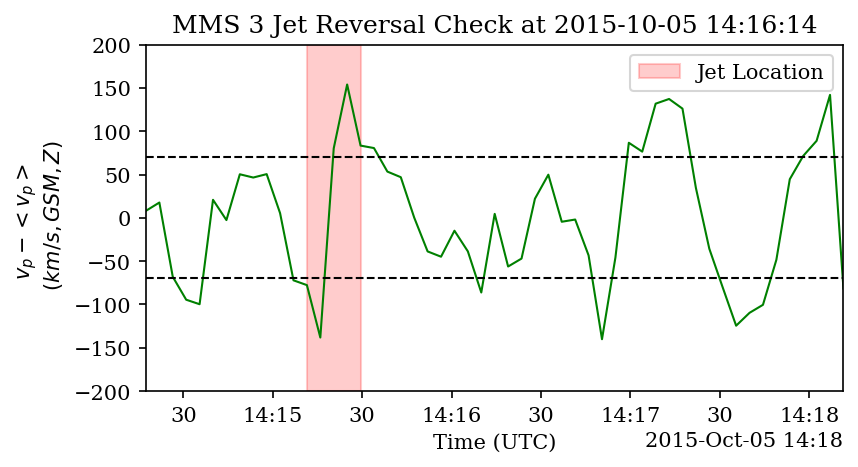 MMS 3 Jet Reversal Check at 2015-10-05 14:16:14
200
150
100
50
0
−50
−100
−150
−200
v_p − < v_p >
(km/s, GSM, Z)
Jet Location
30
14:15
30
14:16
30
14:17
30
14:18
Time (UTC)
2015-Oct-05 14:18